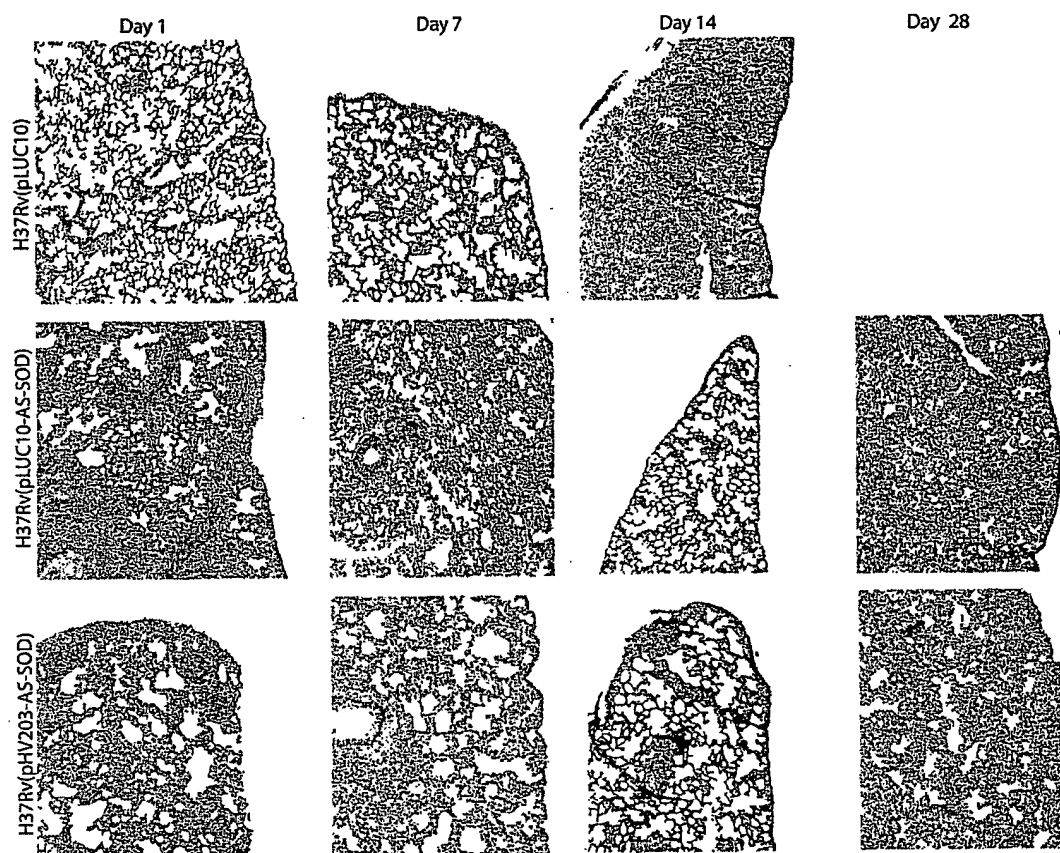 Day 1
Day 7
Day 14
Day 28
H37Rv(pLUC10)
H37Rv(pLUC10-AS-SOD)
H37Rv(pHV203-AS-SOD)